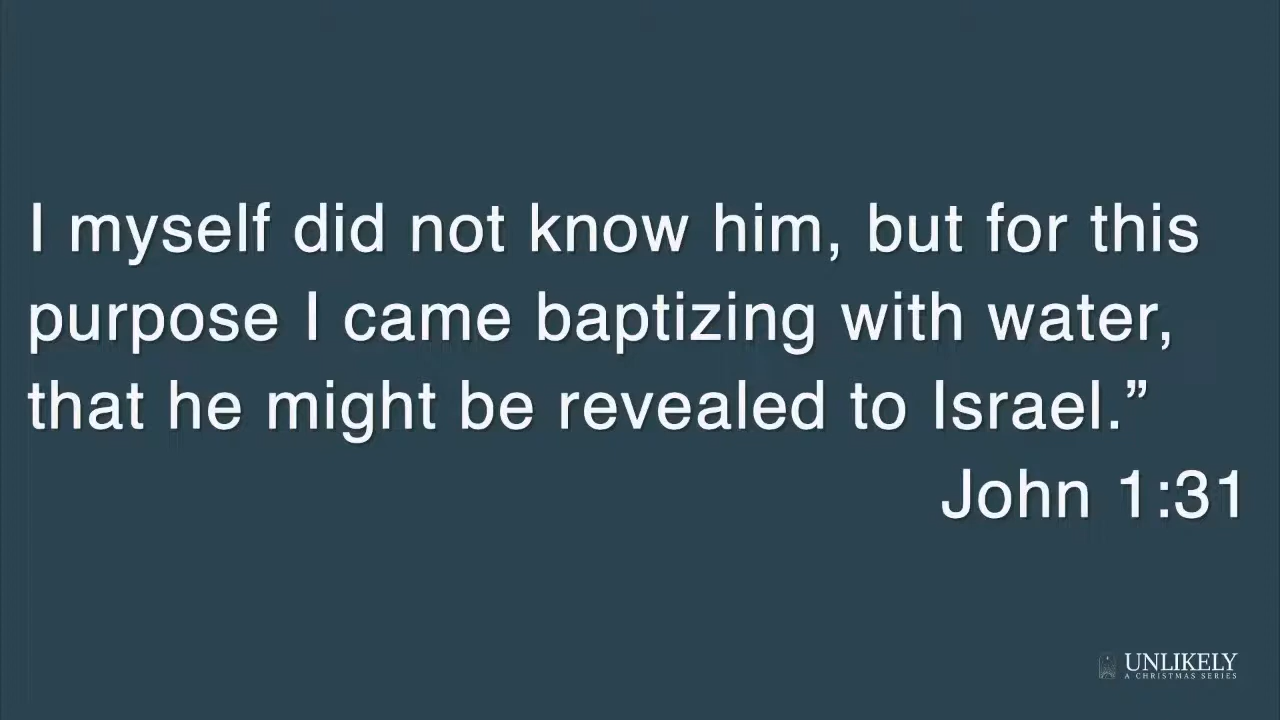 I myself did not know him, but for this
purpose I came baptizing with water,
that he might be revealed to Israel.”
John 1:31
UNLIKELY
A CHRISTMAS SERIES